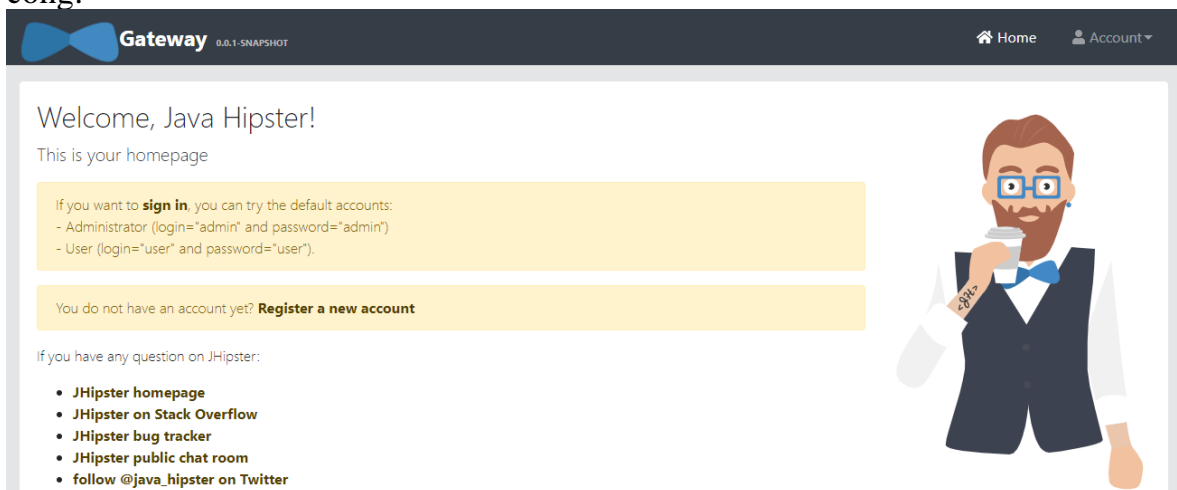 cong.
Gateway 0.0.1-SNAPSHOT Home Account
Welcome, Java Hipster!
This is your homepage
If you want to sign in, you can try the default accounts:
- Administrator (login="admin" and password="admin")
- User (login="user" and password="user").
You do not have an account yet? Register a new account
If you have any question on JHipster:
• JHipster homepage
• JHipster on Stack Overflow
• JHipster bug tracker
• JHipster public chat room
• follow @java_hipster on Twitter
<JH>